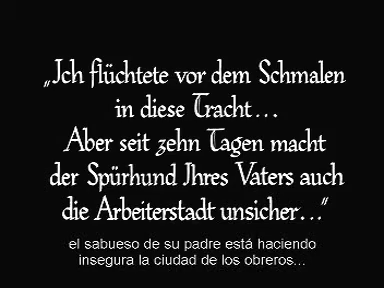 „Ich flüchtete vor dem Schmalen
in diese Tracht...
Aber seit zehn Tagen macht
der Spürhund Ihres Vaters auch
die Arbeiterstadt unsicher...“
el sabueso de su padre está haciendo
insegura la ciudad de los obreros...